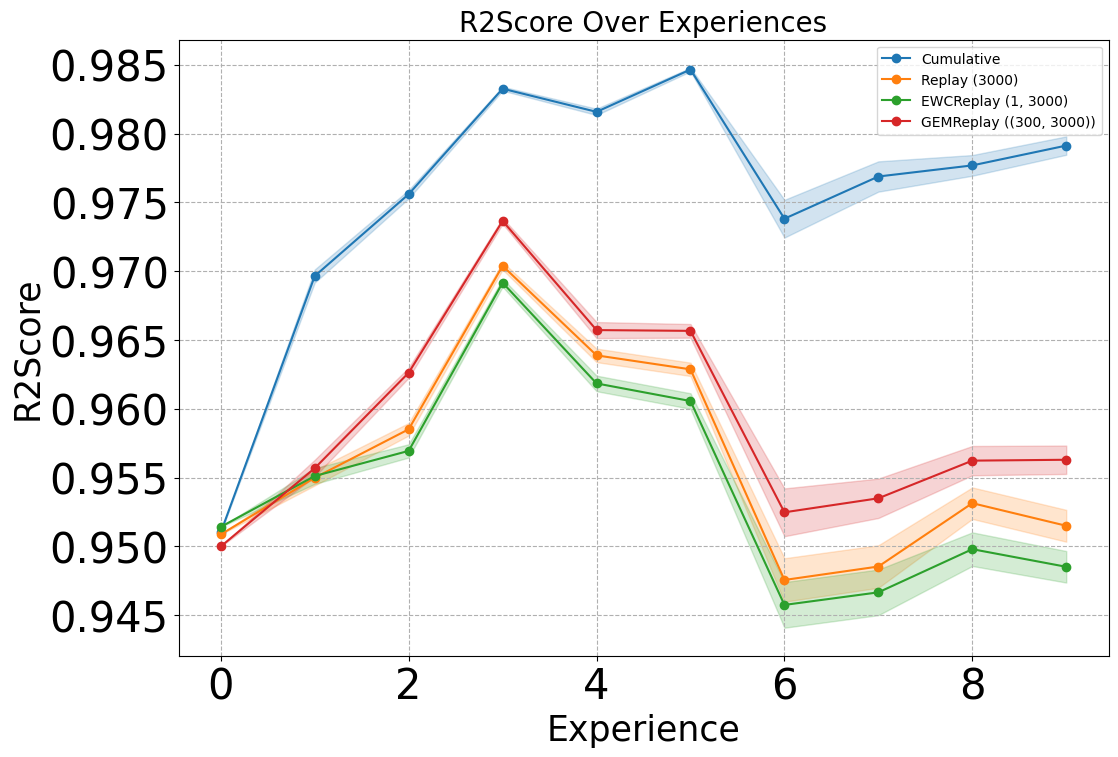 R2Score Over Experiences
Cumulative
Replay (3000)
EWCReplay (1, 3000)
GEMReplay ((300, 3000))
0.985
0.980
0.975
0.970
0.965
0.960
0.955
0.950
0.945
R2Score
0 2 4 6 8
Experience